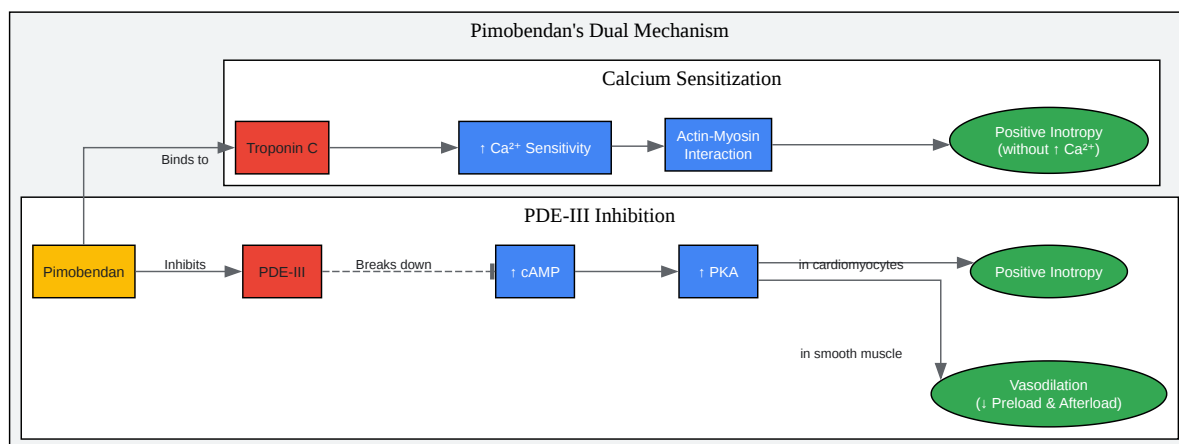 Pimobendan's Dual Mechanism
Calcium Sensitization
Binds to
Troponin C
↑ Ca²⁺ Sensitivity
Actin-Myosin
Interaction
Positive Inotropy
(without ↑ Ca²⁺)
PDE-III Inhibition
Pimobendan
Inhibits
PDE-III
Breaks down
↑ cAMP
↑ PKA
in cardiomyocytes
Positive Inotropy
in smooth muscle
Vasodilation
(↓ Preload & Afterload)